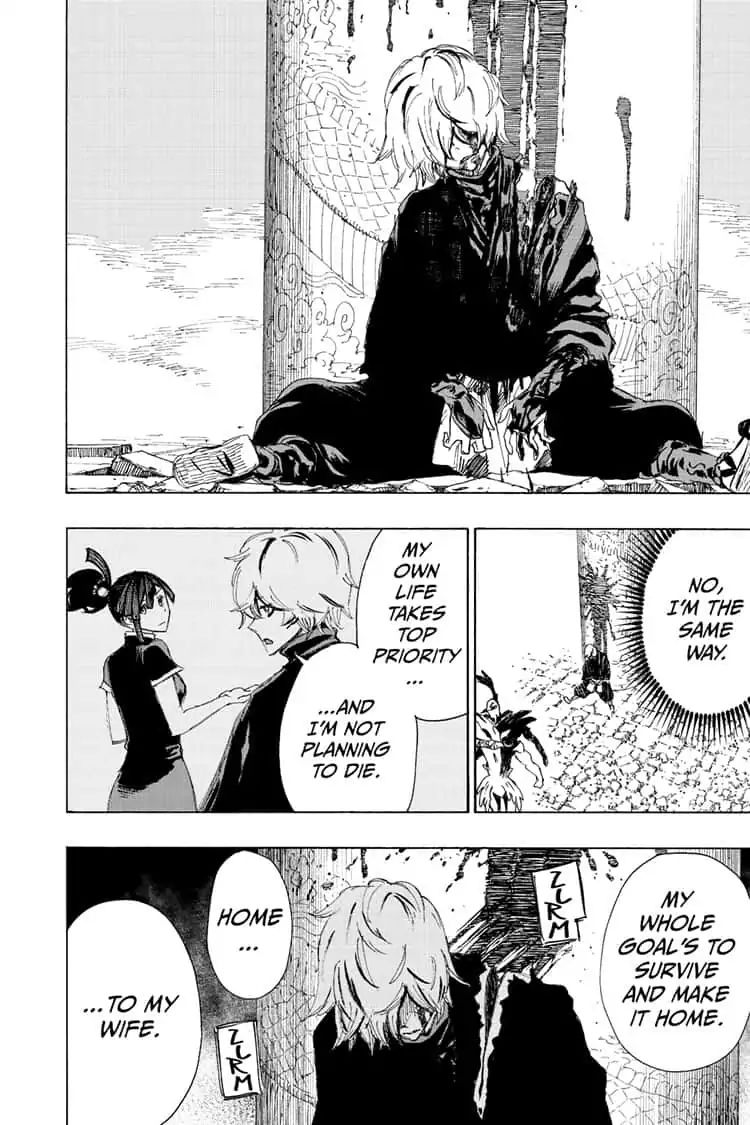 NO,
I'M THE
SAME
WAY.
MY
OWN
LIFE
TAKES
TOP
PRIORITY
...
...AND
I'M NOT
PLANNING
TO DIE.
MY
WHOLE
GOAL'S TO
SURVIVE
AND MAKE
IT HOME.
ZLRM
HOME
...
...TO MY
WIFE.
ZLRM